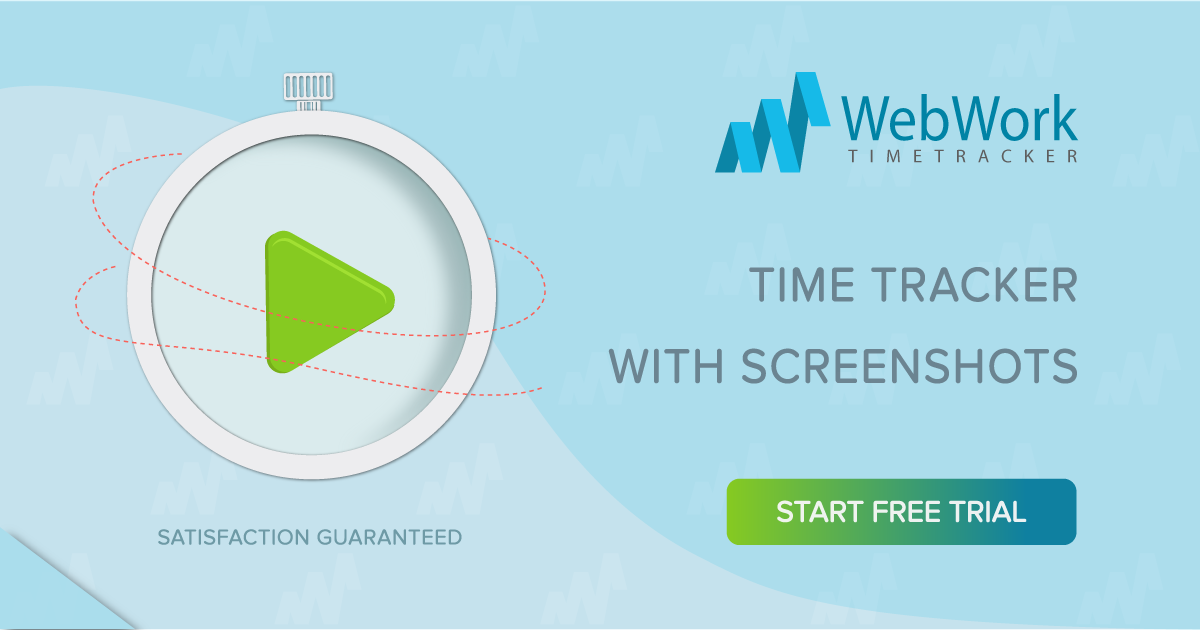 WebWork
TIMETRACKER
TIME TRACKER
WITH SCREENSHOTS
START FREE TRIAL
SATISFACTION GUARANTEED